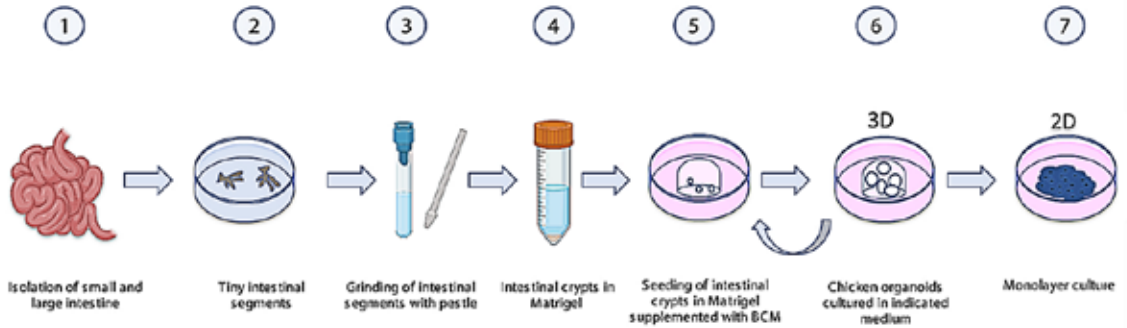 1
2
3
4
5
6
7
3D
2D
Isolation of small and
large intestine
Tiny intestinal
segments
Grinding of intestinal
segments with pestle
Intestinal crypts in
Matrigel
Seeding of intestinal
crypts in Matrigel
supplemented with BCM
Chicken organoids
cultured in indicated
medium
Monolayer culture